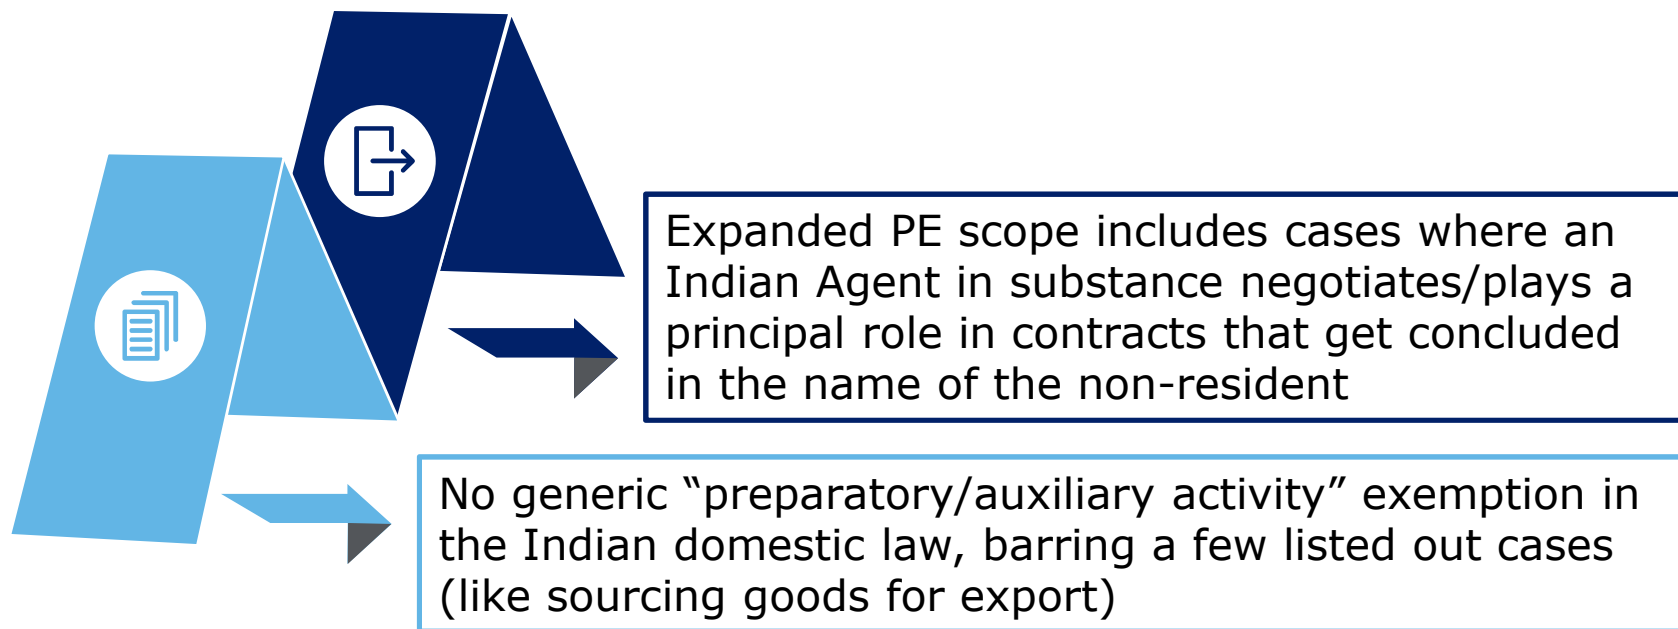 Expanded PE scope includes cases where an
Indian Agent in substance negotiates/plays a
principal role in contracts that get concluded
in the name of the non-resident
No generic “preparatory/auxiliary activity” exemption in
the Indian domestic law, barring a few listed out cases
(like sourcing goods for export)